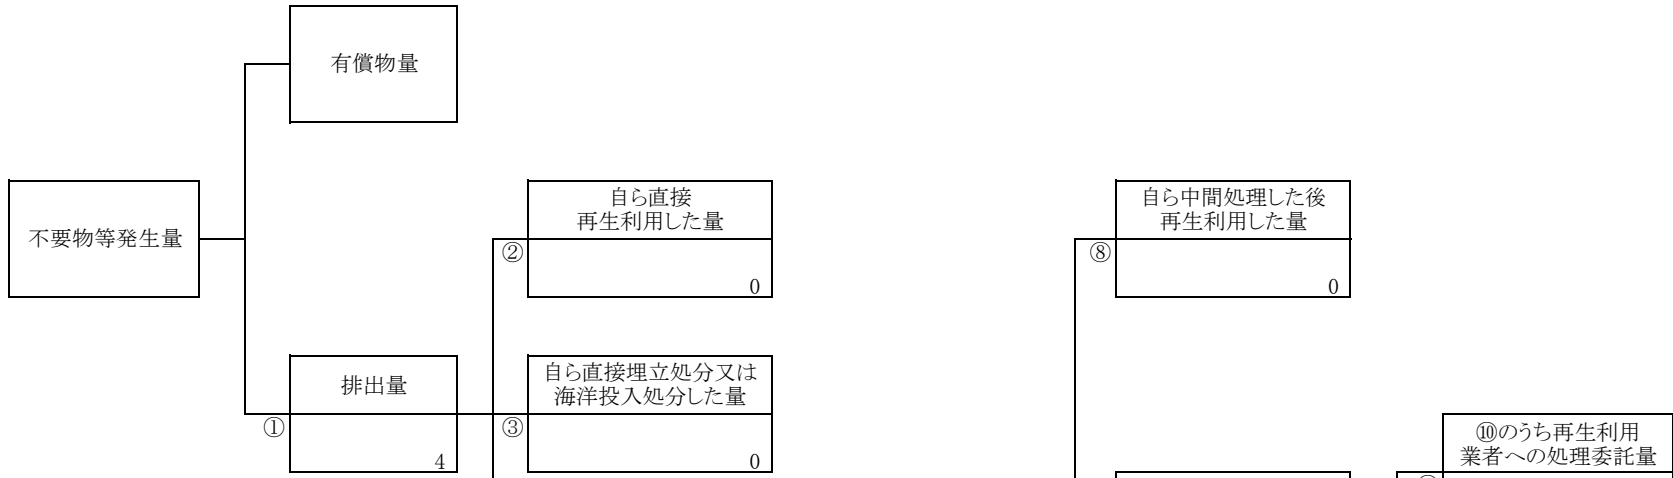 有償物量
不要物等発生量
自ら直接
再生利用した量
②
0
自ら中間処理した後
再生利用した量
⑧
0
排出量
①
4
自ら直接埋立処分又は
海洋投入処分した量
③
0
⑩のうち再生利用
業者への処理委託量